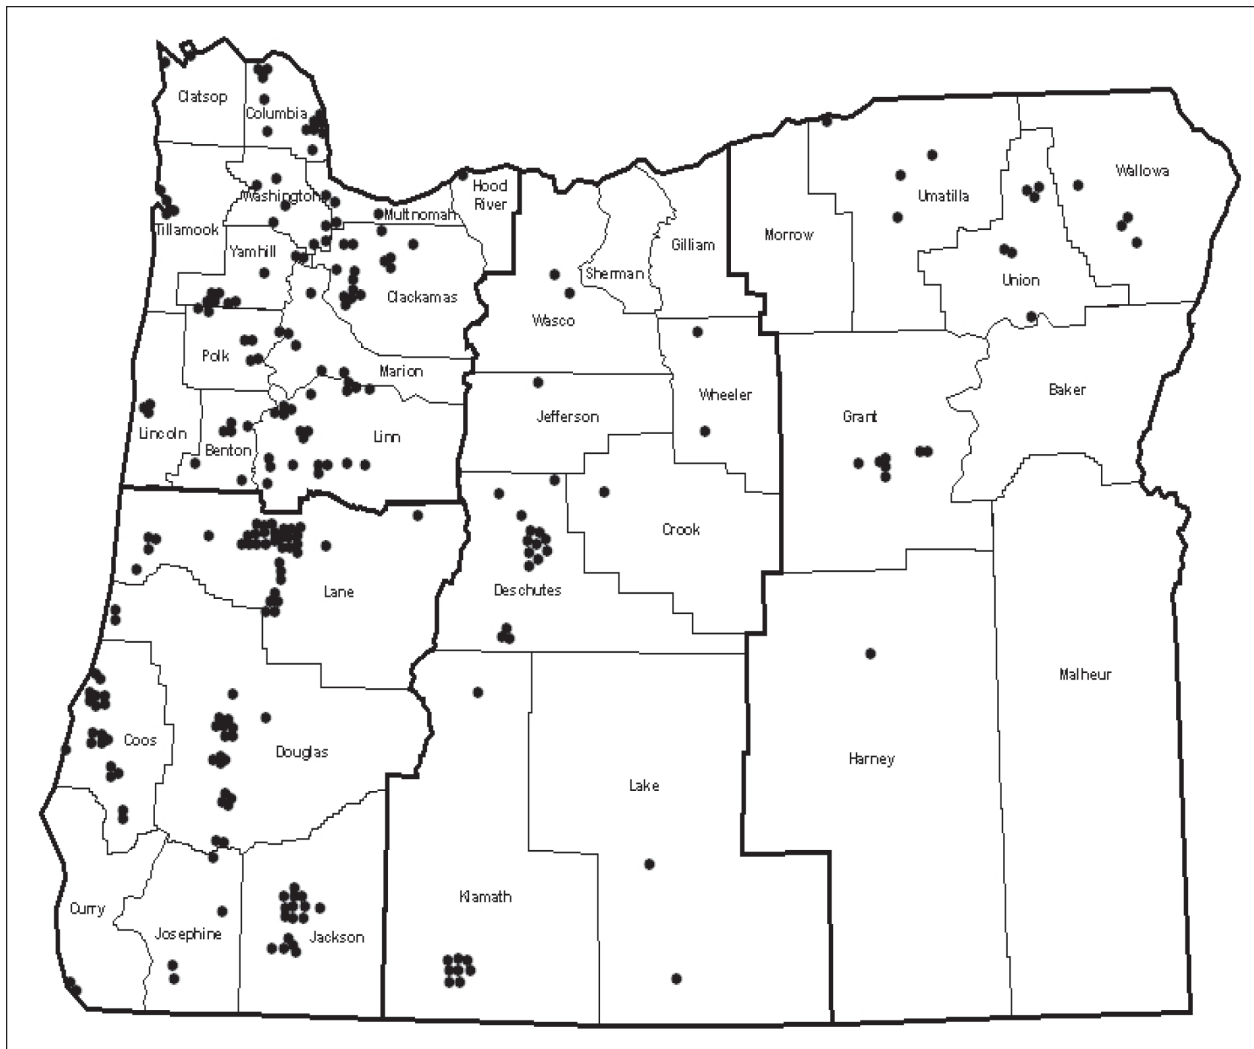 Clatsop
Columbia
Hood
River
Wallowa
Washington
Multnomah
Umatilla
Tillamook
Morrow
Gilliam
Yamhill
Sherman
Union
Clackamas
Wasco
Polk
Marion
Baker
Wheeler
Jefferson
Grant
Lincoln
Linn
Benton
Crook
Lane
Deschutes
Malheur
Coos
Douglas
Harney
Lake
Klamath
Curry
Josephine
Jackson